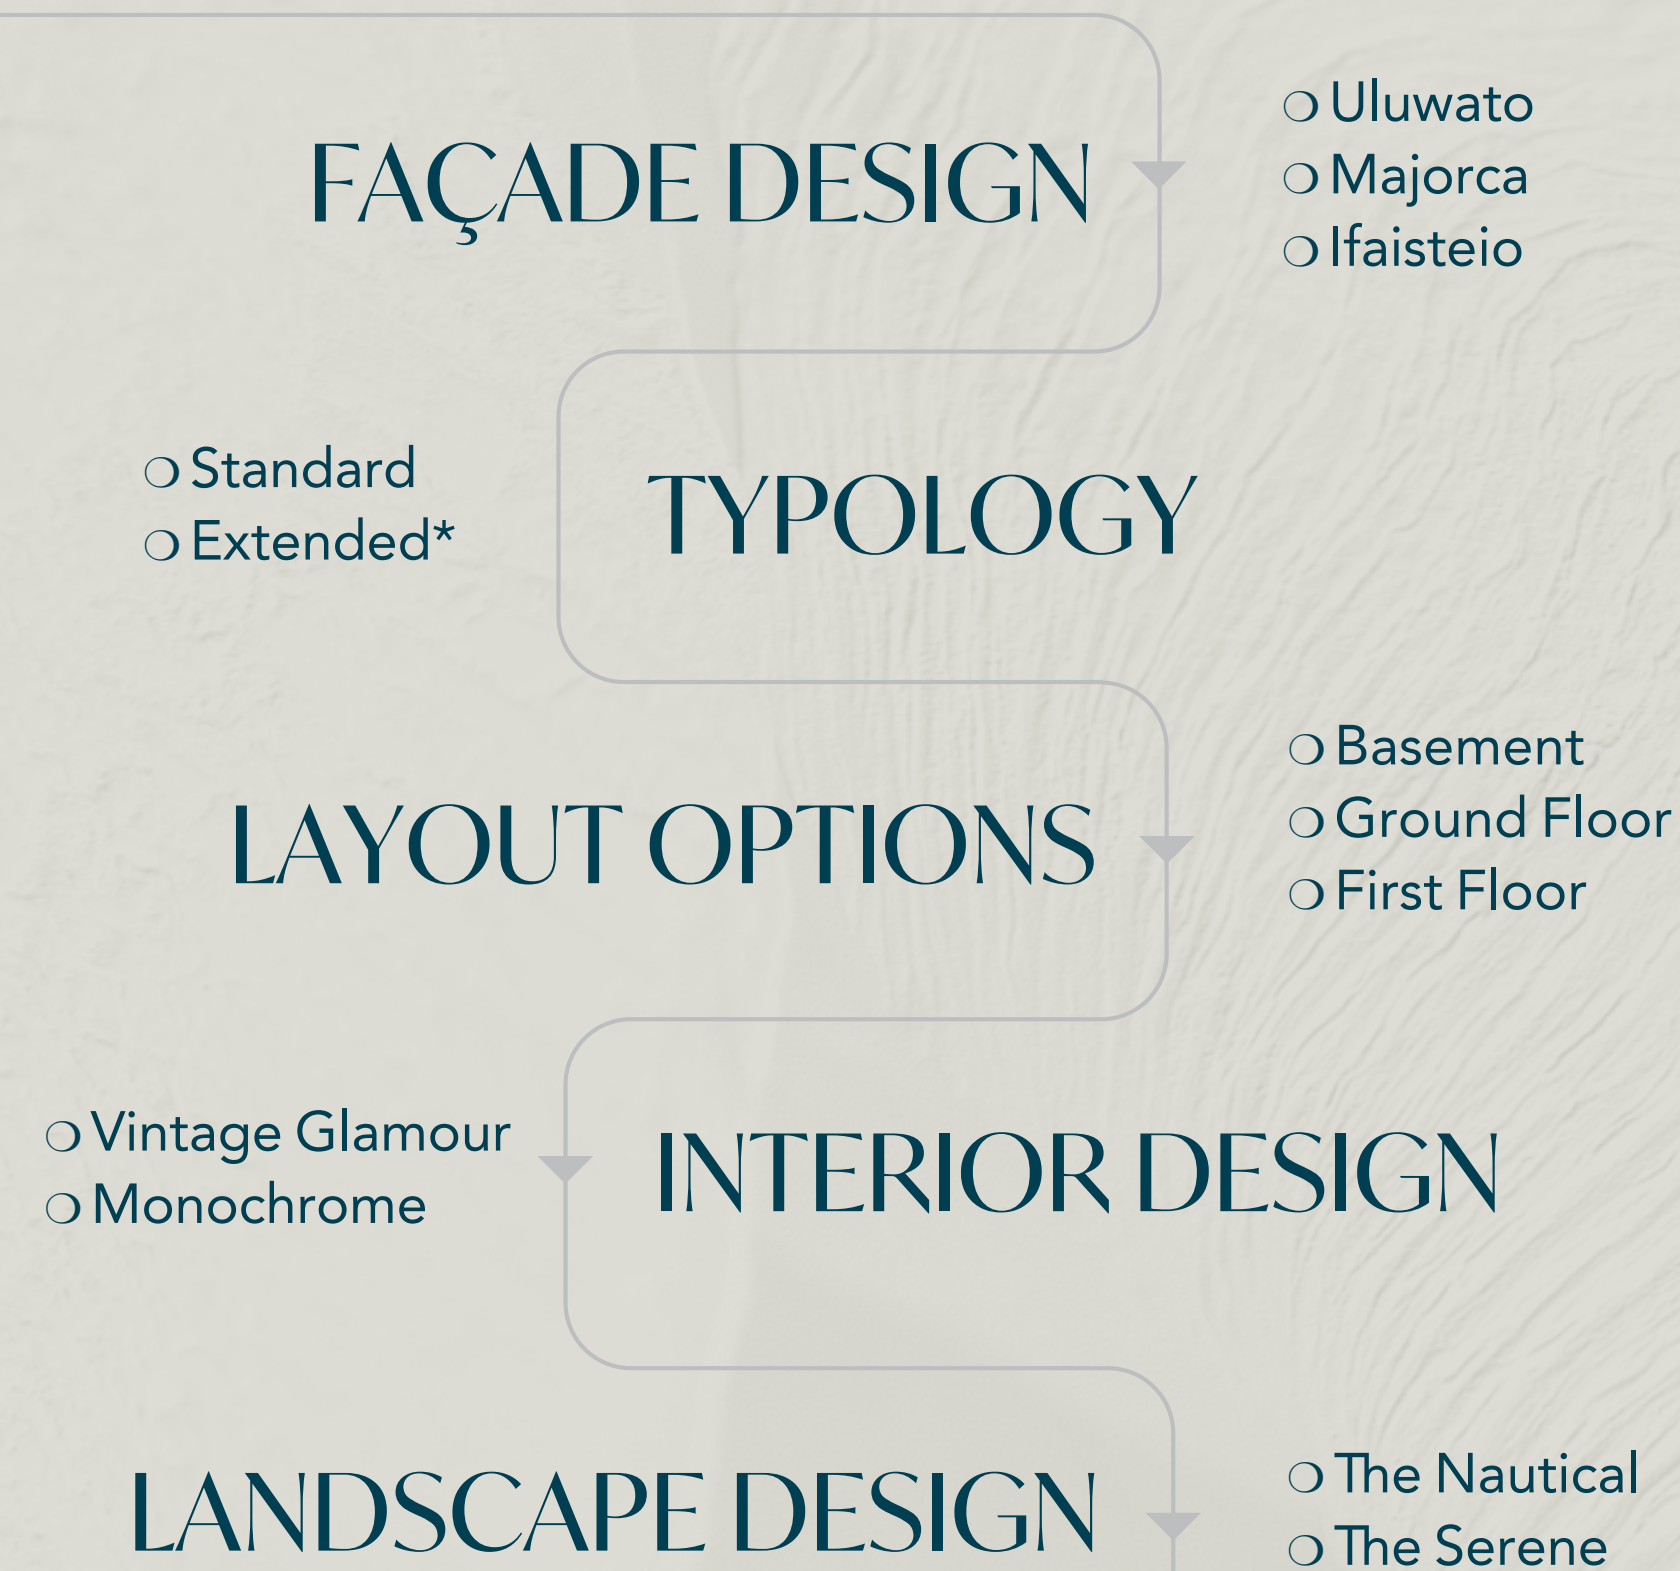 FAÇADE DESIGN
❍ Uluwato
❍ Majorca
❍ Ifaisteio
❍ Standard
❍ Extended*
TYPOLOGY
LAYOUT OPTIONS
❍ Basement
❍ Ground Floor
❍ First Floor
❍ Vintage Glamour
❍ Monochrome
INTERIOR DESIGN
LANDSCAPE DESIGN
❍ The Nautical
❍ The Serene